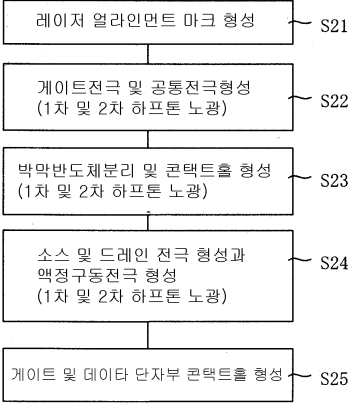 레이저 얼라인먼트 마크 형성
S21
게이트전극 및 공통전극형성
(1차 및 2차 하프톤 노광)
S22
박막반도체분리 및 콘택트홀 형성
(1차 및 2차 하프톤 노광)
S23
소스 및 드레인 전극 형성과
액정구동전극 형성
(1차 및 2차 하프톤 노광)
S24
게이트 및 데이타 단자부 콘택트홀 형성
S25